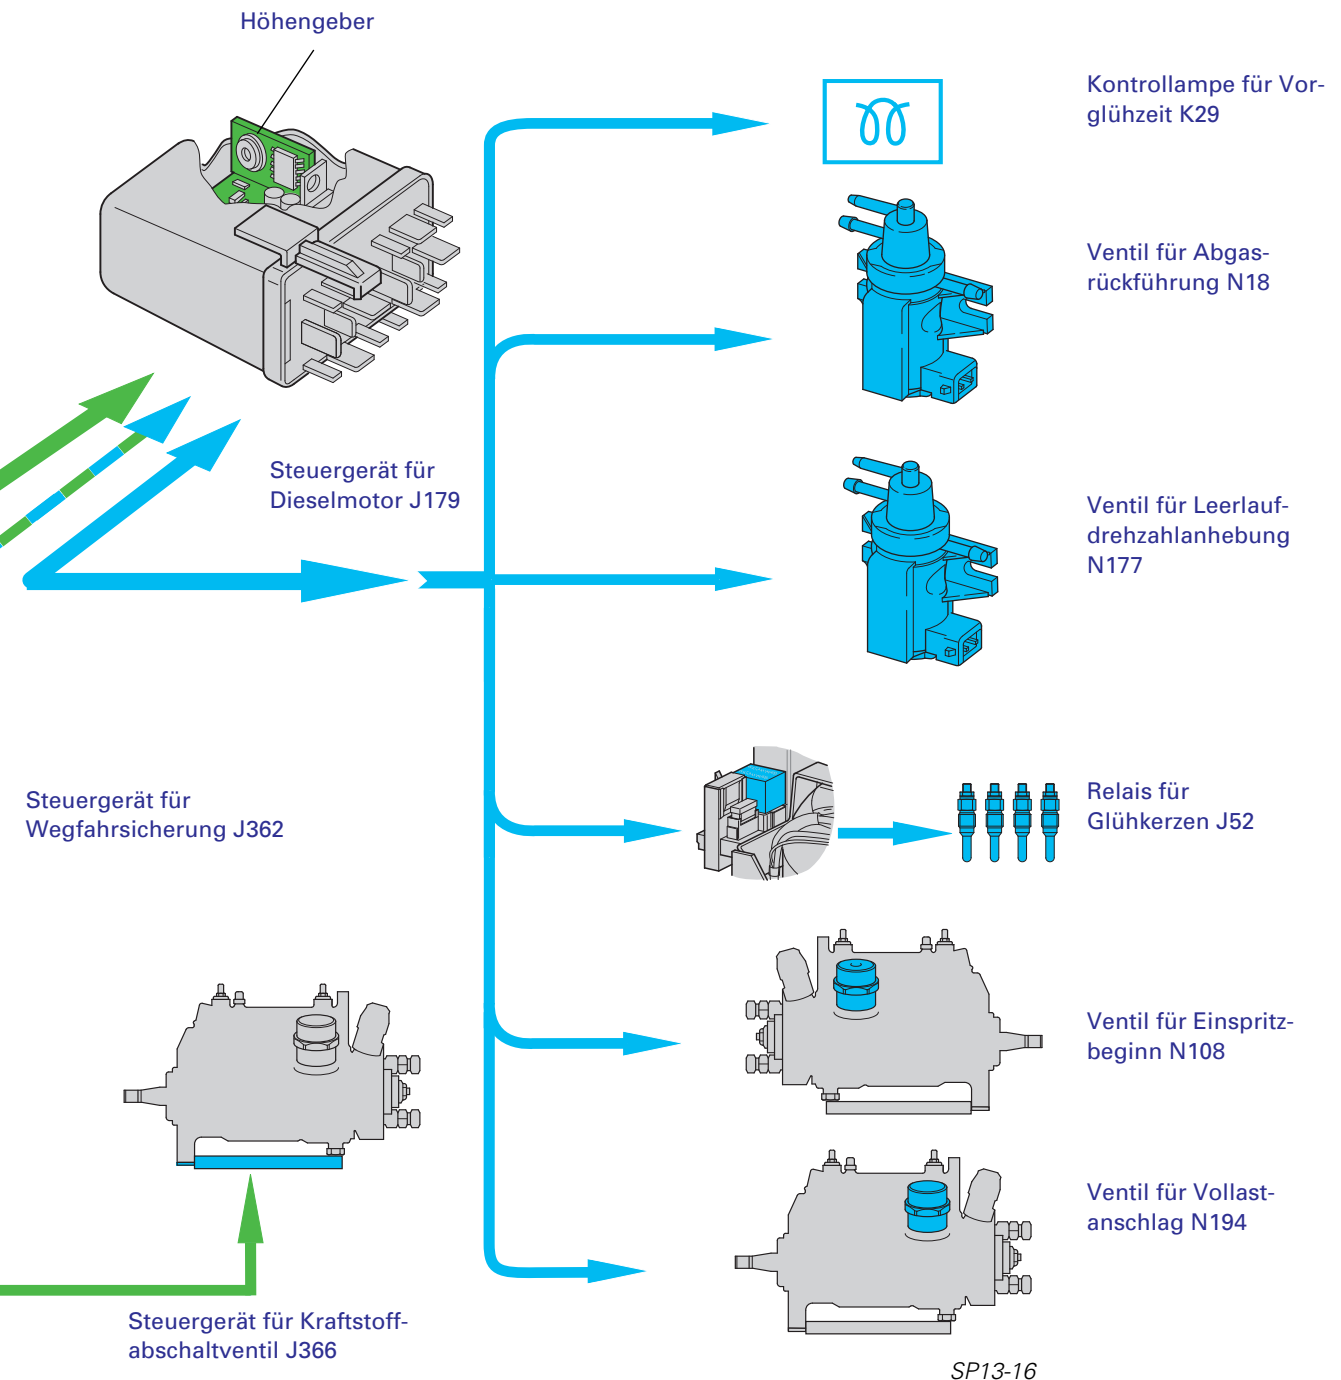 Höhengeber
Kontrollampe für Vor-
glühzeit K29
Ventil für Abgas-
rückführung N18
Steuergerät für
Dieselmotor J179
Ventil für Leerlauf-
drehzahlanhebung
N177
Steuergerät für
Wegfahrsicherung J362
Relais für
Glühkerzen J52
Ventil für Einspritz-
beginn N108
Ventil für Vollast-
anschlag N194
Steuergerät für Kraftstoff-
abschaltventil J366
SP13-16